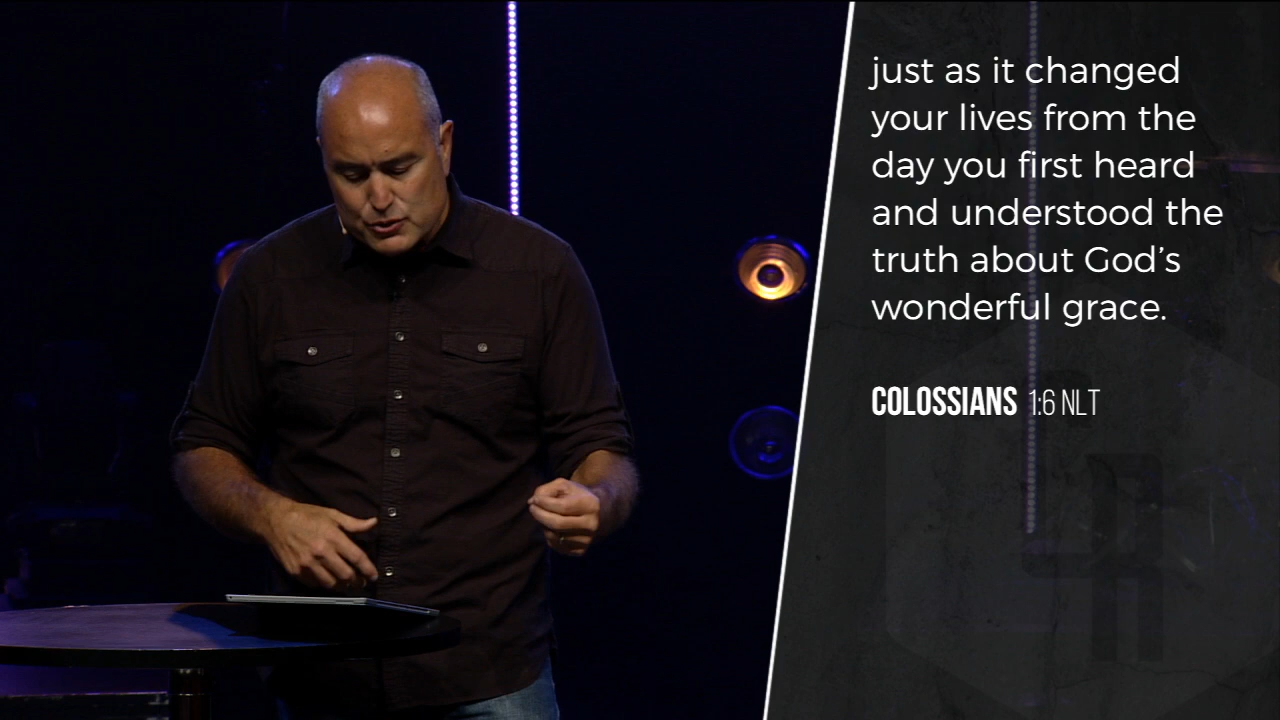 just as it changed
your lives from the
day you first heard
and understood the
truth about God’s
wonderful grace.
COLOSSIANS 1:6 NLT